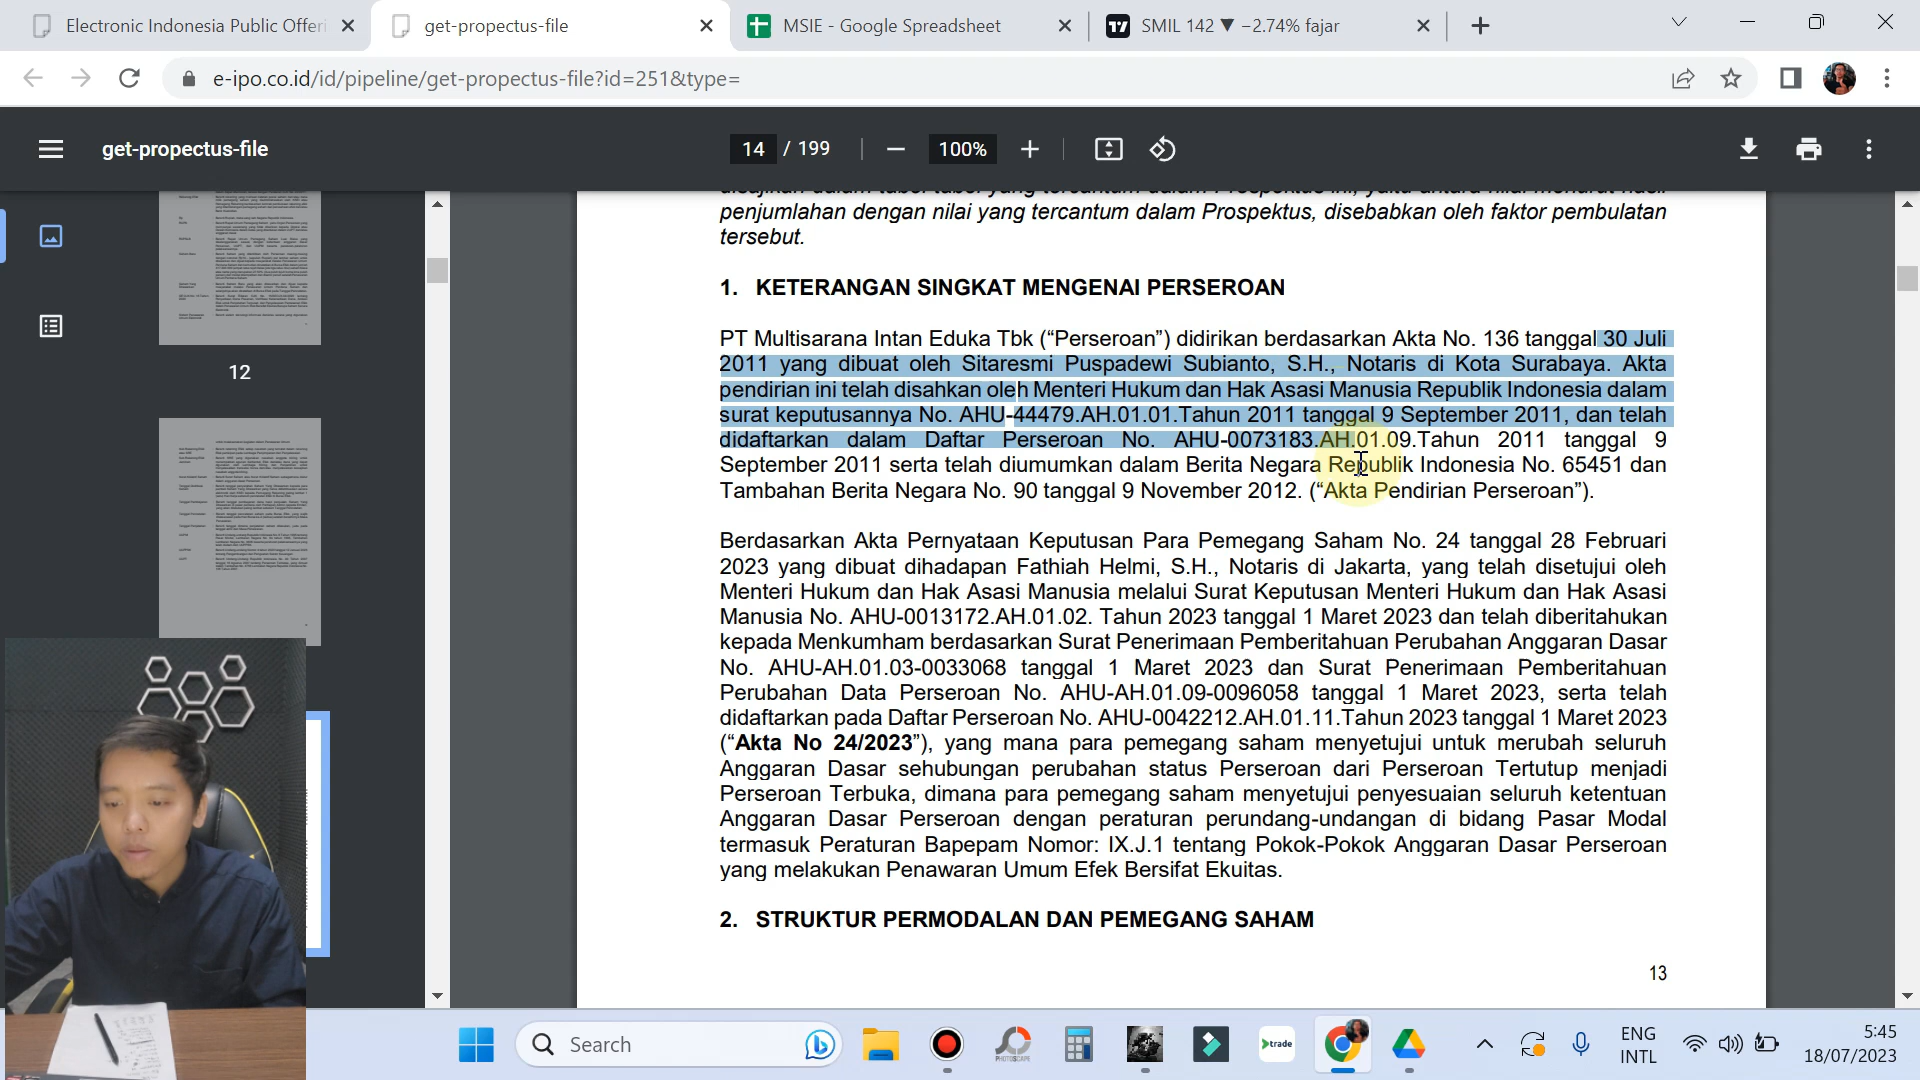 Electronic Indonesia Public Offeri
get-propectus-file
MSIE - Google Spreadsheet
SMIL 142 ▼ −2.74% fajar
e-ipo.co.id/id/pipeline/get-propectus-file?id=251&type=
get-propectus-file
14 / 199
100%
penjumlahan dengan nilai yang tercantum dalam Prospektus, disebabkan oleh faktor pembulatan
tersebut.
1. KETERANGAN SINGKAT MENGENAI PERSEROAN
PT Multisarana Intan Eduka Tbk (“Perseroan”) didirikan berdasarkan Akta No. 136 tanggal 30 Juli
2011 yang dibuat oleh Sitaresmi Puspadewi Subianto, S.H., Notaris di Kota Surabaya. Akta
pendirian ini telah disahkan oleh Menteri Hukum dan Hak Asasi Manusia Republik Indonesia dalam
surat keputusannya No. AHU-44479.AH.01.01.Tahun 2011 tanggal 9 September 2011, dan telah
didaftarkan dalam Daftar Perseroan No. AHU-0073183.AH.01.09.Tahun 2011 tanggal 9
September 2011 serta telah diumumkan dalam Berita Negara Republik Indonesia No. 65451 dan
Tambahan Berita Negara No. 90 tanggal 9 November 2012. (“Akta Pendirian Perseroan”).
Berdasarkan Akta Pernyataan Keputusan Para Pemegang Saham No. 24 tanggal 28 Februari
2023 yang dibuat dihadapan Fathiah Helmi, S.H., Notaris di Jakarta, yang telah disetujui oleh
Menteri Hukum dan Hak Asasi Manusia melalui Surat Keputusan Menteri Hukum dan Hak Asasi
Manusia No. AHU-0013172.AH.01.02. Tahun 2023 tanggal 1 Maret 2023 dan telah diberitahukan
kepada Menkumham berdasarkan Surat Penerimaan Pemberitahuan Perubahan Anggaran Dasar
No. AHU-AH.01.03-0033068 tanggal 1 Maret 2023 dan Surat Penerimaan Pemberitahuan
Perubahan Data Perseroan No. AHU-AH.01.09-0096058 tanggal 1 Maret 2023, serta telah
didaftarkan pada Daftar Perseroan No. AHU-0042212.AH.01.11.Tahun 2023 tanggal 1 Maret 2023
(“Akta No 24/2023”), yang mana para pemegang saham menyetujui untuk merubah seluruh
Anggaran Dasar sehubungan perubahan status Perseroan dari Perseroan Tertutup menjadi
Perseroan Terbuka, dimana para pemegang saham menyetujui penyesuaian seluruh ketentuan
Anggaran Dasar Perseroan dengan peraturan perundang-undangan di bidang Pasar Modal
termasuk Peraturan Bapepam Nomor: IX.J.1 tentang Pokok-Pokok Anggaran Dasar Perseroan
yang melakukan Penawaran Umum Efek Bersifat Ekuitas.
2. STRUKTUR PERMODALAN DAN PEMEGANG SAHAM
13
12
Search
PHOTOSCAPE
trade
ENG
INTL
5:45
18/07/2023